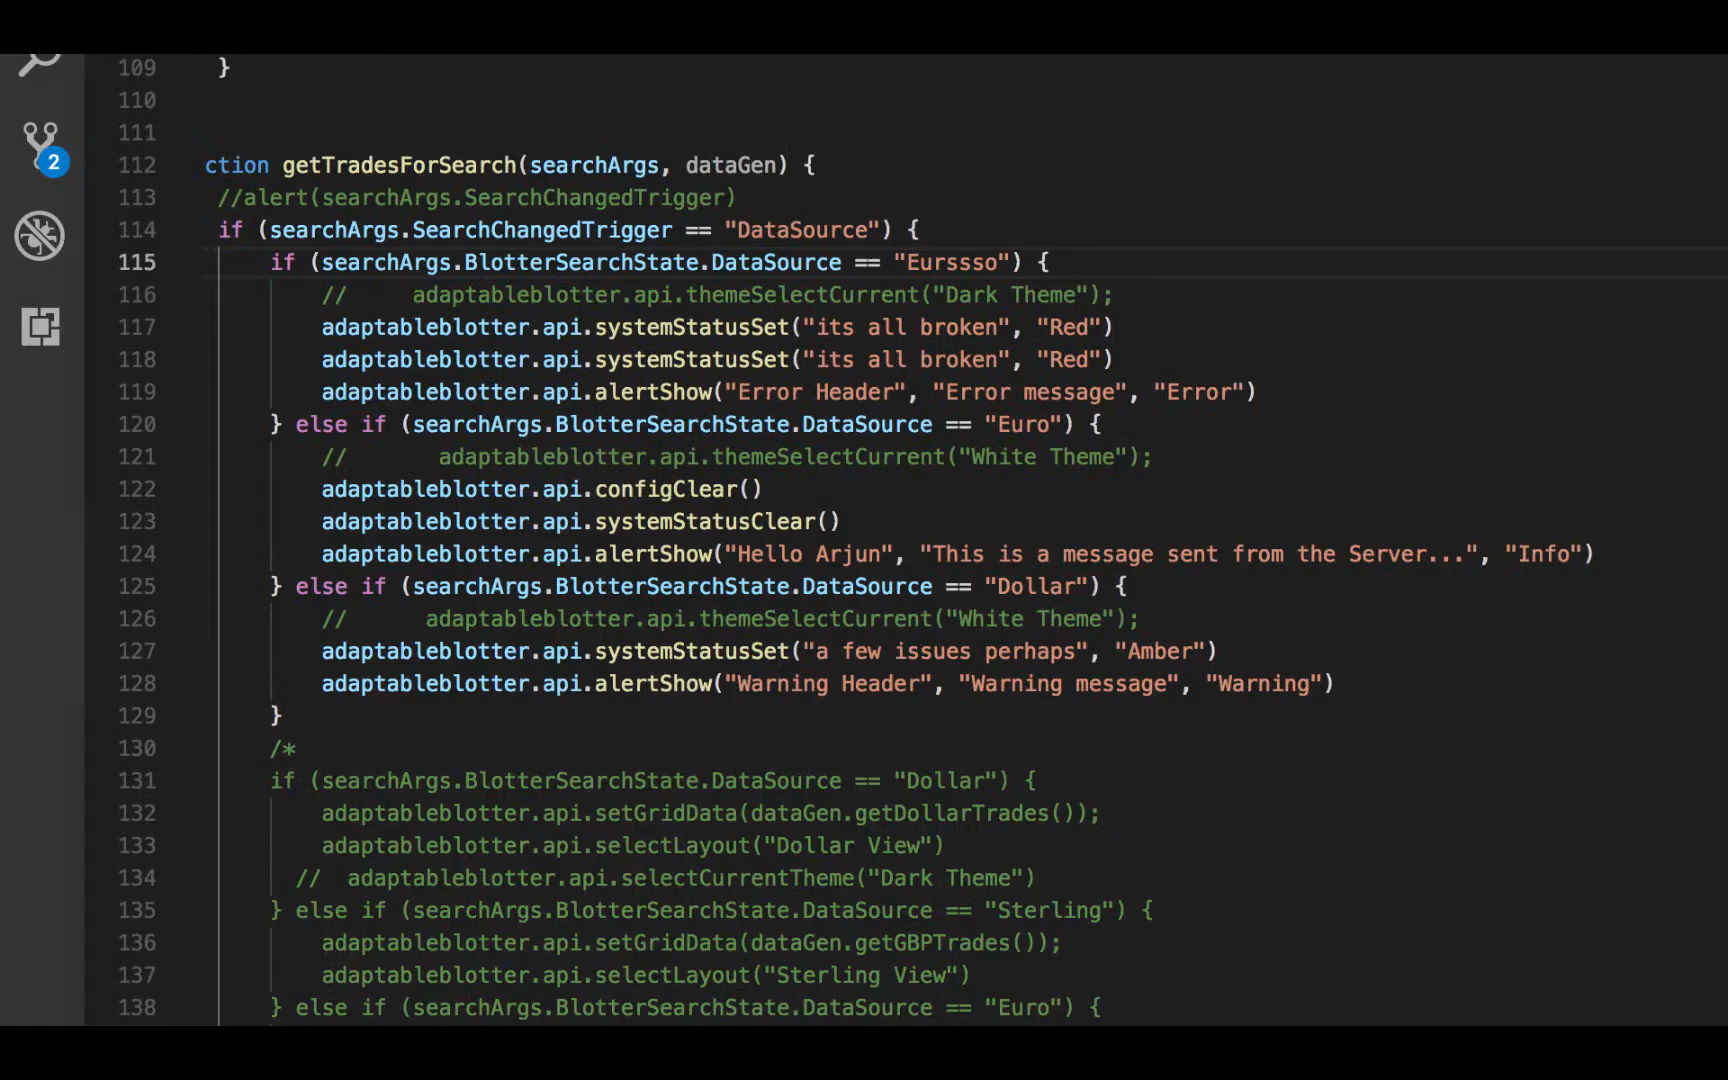 109 }
110
111
2
112 ction getTradesForSearch(searchArgs, dataGen) {
113 //alert(searchArgs.SearchChangedTrigger)
114 if (searchArgs.SearchChangedTrigger == "DataSource") {
115 if (searchArgs.BlotterSearchState.DataSource == "Eurssso") {
116 // adaptableblotter.api.themeSelectCurrent("Dark Theme");
117 adaptableblotter.api.systemStatusSet("its all broken", "Red")
118 adaptableblotter.api.systemStatusSet("its all broken", "Red")
119 adaptableblotter.api.alertShow("Error Header", "Error message", "Error")
120 } else if (searchArgs.BlotterSearchState.DataSource == "Euro") {
121 // adaptableblotter.api.themeSelectCurrent("White Theme");
122 adaptableblotter.api.configClear()
123 adaptableblotter.api.systemStatusClear()
124 adaptableblotter.api.alertShow("Hello Arjun", "This is a message sent from the Server...", "Info")
125 } else if (searchArgs.BlotterSearchState.DataSource == "Dollar") {
126 // adaptableblotter.api.themeSelectCurrent("White Theme");
127 adaptableblotter.api.systemStatusSet("a few issues perhaps", "Amber")
128 adaptableblotter.api.alertShow("Warning Header", "Warning message", "Warning")
129 }
130 /*
131 if (searchArgs.BlotterSearchState.DataSource == "Dollar") {
132 adaptableblotter.api.setGridData(dataGen.getDollarTrades());
133 adaptableblotter.api.selectLayout("Dollar View")
134 // adaptableblotter.api.selectCurrentTheme("Dark Theme")
135 } else if (searchArgs.BlotterSearchState.DataSource == "Sterling") {
136 adaptableblotter.api.setGridData(dataGen.getGBPTrades());
137 adaptableblotter.api.selectLayout("Sterling View")
138 } else if (searchArgs.BlotterSearchState.DataSource == "Euro") {